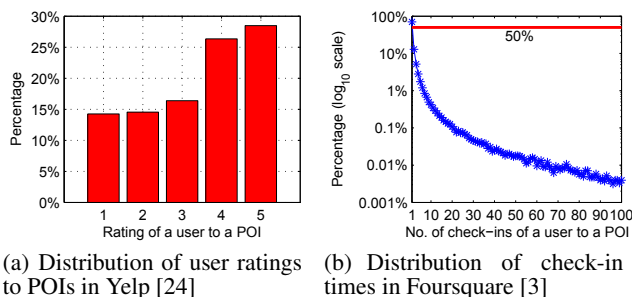 30%
25%
20%
15%
10%
5%
0%
Percentage
1 2 3 4 5
Rating of a user to a POI
100%
10%
1%
0.1%
0.01%
0.001%
Percentage (log10 scale)
50%
1 10 20 30 40 50 60 70 80 90 100
No. of check-ins of a user to a POI
(a) Distribution of user ratings
to POIs in Yelp [24]
(b) Distribution of check-in
times in Foursquare [3]